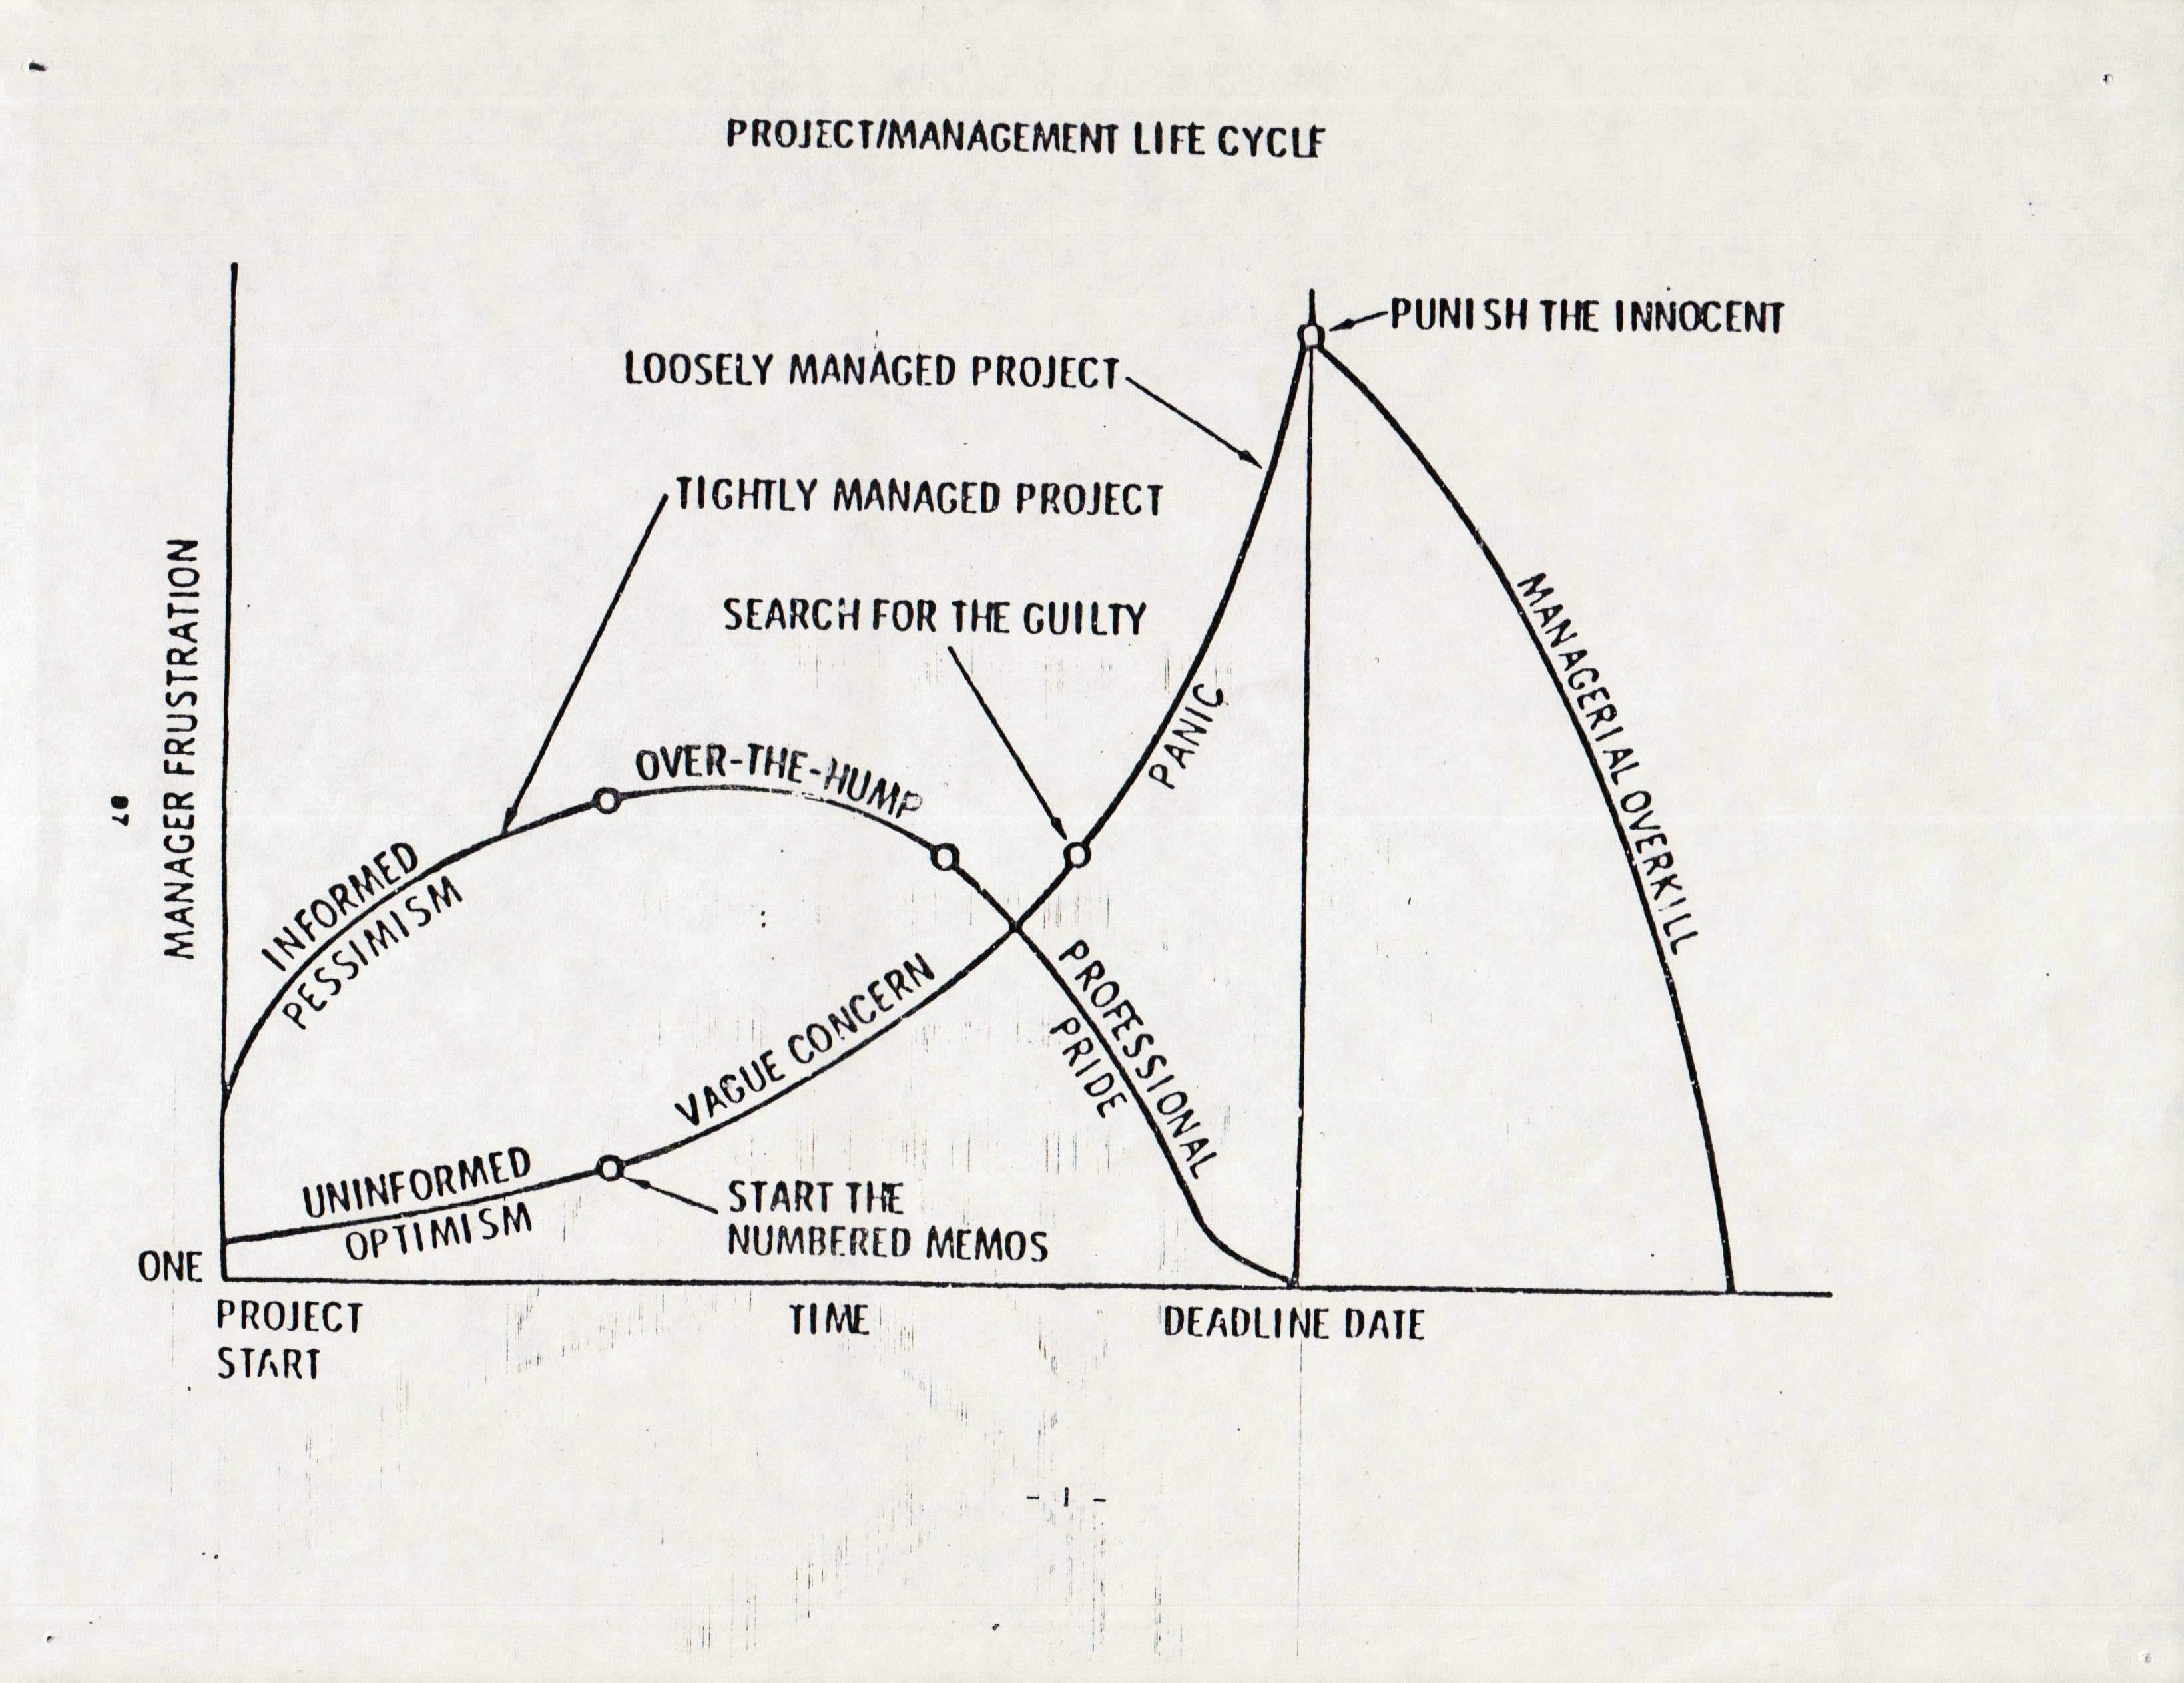 PROJECT/MANAGEMENT LIFE CYCLE
PUNISH THE INNOCENT
LOOSELY MANAGED PROJECT
TIGHTLY MANAGED PROJECT
SEARCH FOR THE GUILTY
MANAGER FRUSTRATION
OVER-THE-HUMP
PANIC
MANAGERIAL OVERKILL
INFORMED
PESSIMISM
VAGUE CONCERN
PROFESSIONAL
PRIDE
UNINFORMED
OPTIMISM
START THE
NUMBERED MEMOS
ONE
PROJECT
START
TIME
DEADLINE DATE
- 1 -